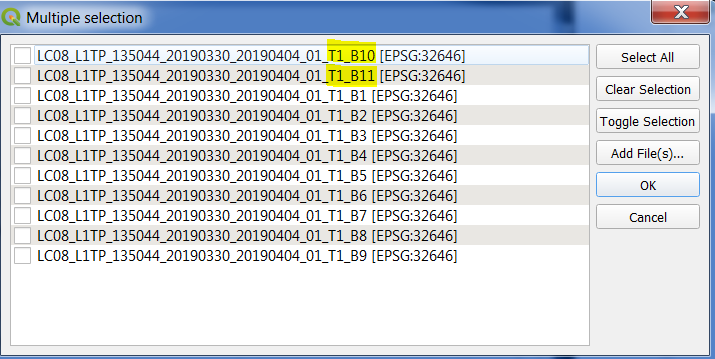 Multiple selection
LC08_L1TP_135044_20190330_20190404_01_T1_B10 [EPSG:32646]
LC08_L1TP_135044_20190330_20190404_01_T1_B11 [EPSG:32646]
LC08_L1TP_135044_20190330_20190404_01_T1_B1 [EPSG:32646]
LC08_L1TP_135044_20190330_20190404_01_T1_B2 [EPSG:32646]
LC08_L1TP_135044_20190330_20190404_01_T1_B3 [EPSG:32646]
LC08_L1TP_135044_20190330_20190404_01_T1_B4 [EPSG:32646]
LC08_L1TP_135044_20190330_20190404_01_T1_B5 [EPSG:32646]
LC08_L1TP_135044_20190330_20190404_01_T1_B6 [EPSG:32646]
LC08_L1TP_135044_20190330_20190404_01_T1_B7 [EPSG:32646]
LC08_L1TP_135044_20190330_20190404_01_T1_B8 [EPSG:32646]
LC08_L1TP_135044_20190330_20190404_01_T1_B9 [EPSG:32646]
Select All
Clear Selection
Toggle Selection
Add File(s)...
OK
Cancel